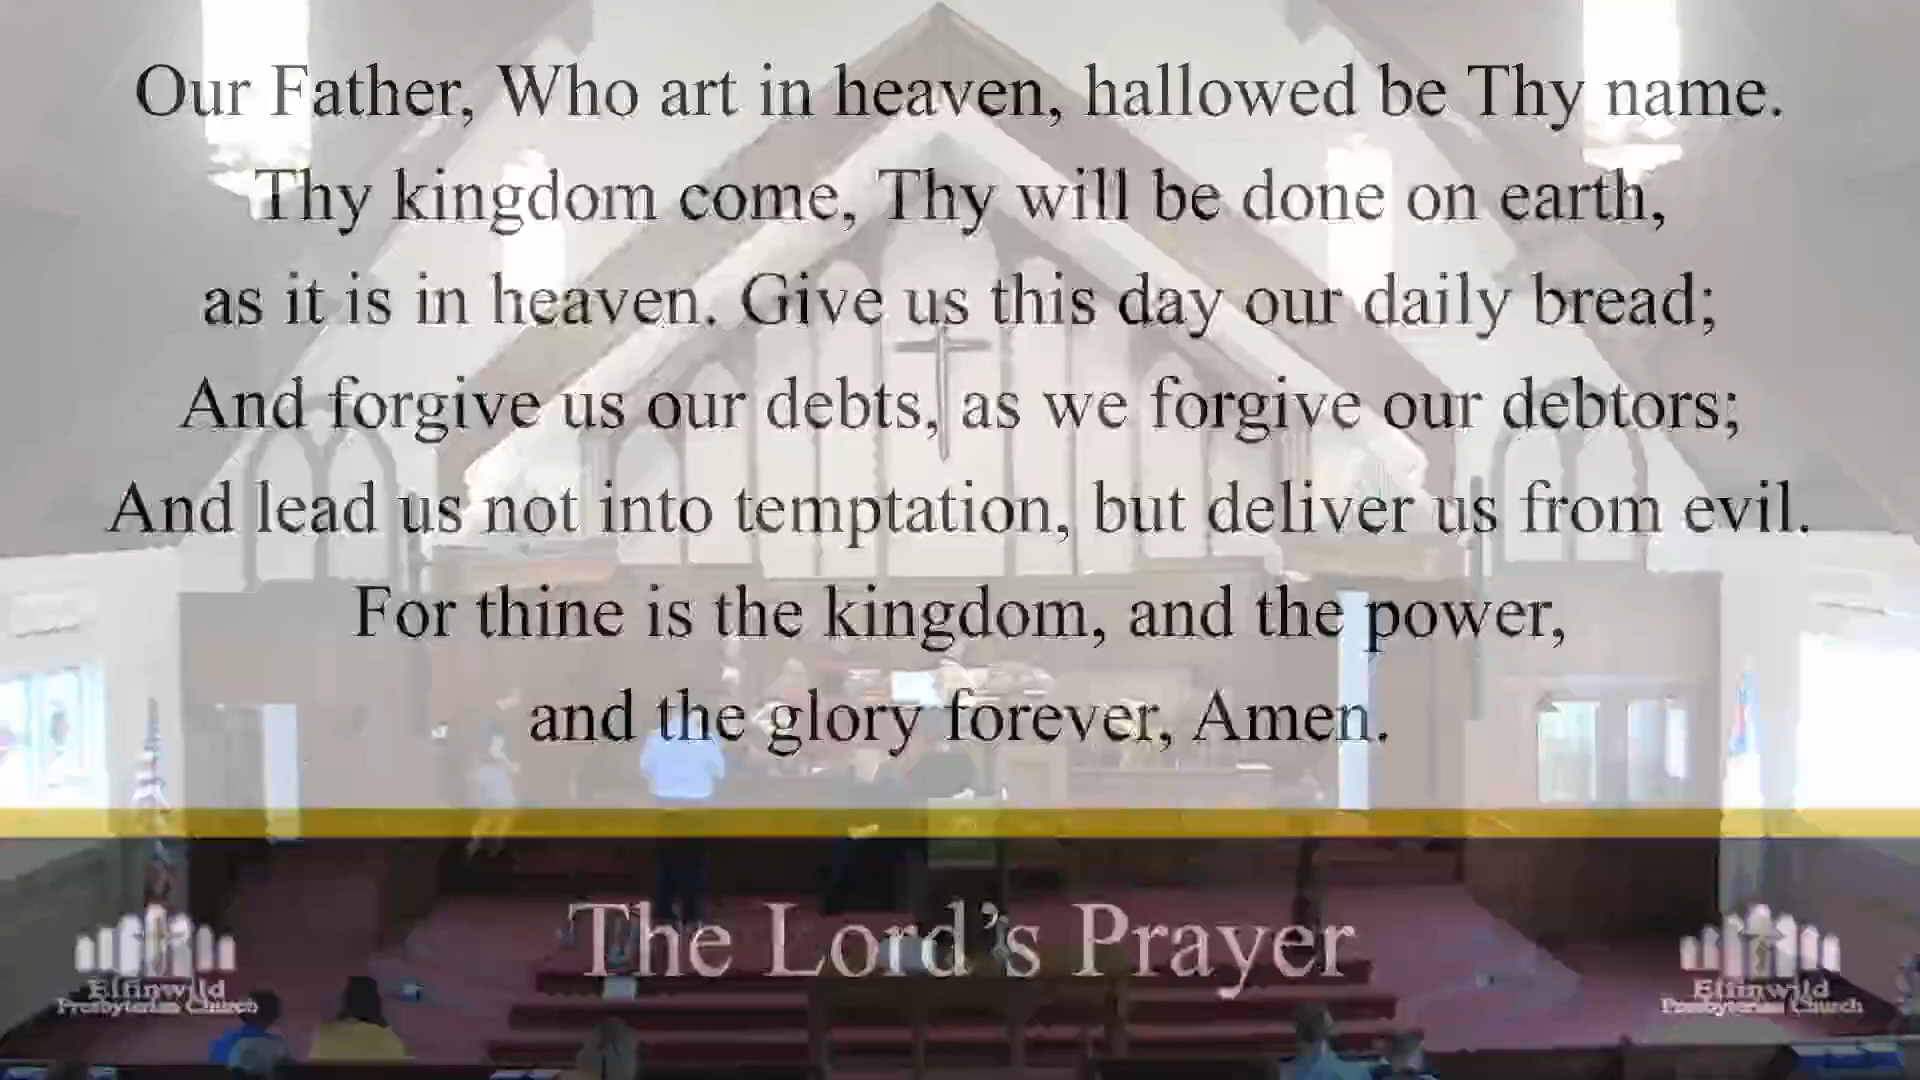 Our Father, Who art in heaven, hallowed be Thy name.
Thy kingdom come, Thy will be done on earth,
as it is in heaven. Give us this day our daily bread;
And forgive us our debts, as we forgive our debtors;
And lead us not into temptation, but deliver us from evil.
For thine is the kingdom, and the power,
and the glory forever, Amen.
The Lord’s Prayer
Elfinwild
Presbyterian Church
Elfinwild
Presbyterian Church